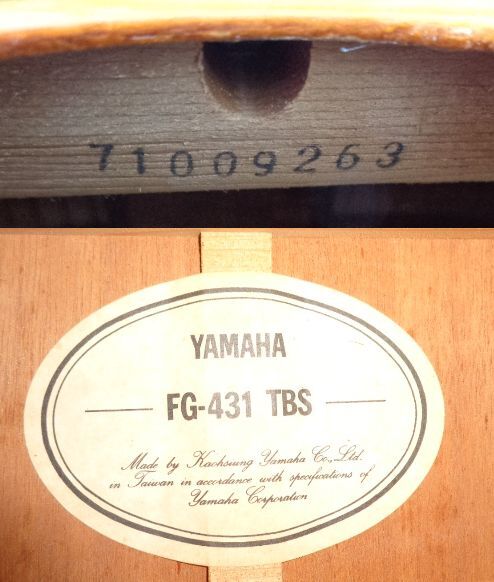 71009263
YAMAHA
FG-431 TBS
Made by Kaohsiung Yamaha Co., Ltd.
in Taiwan in accordance with specifications of
Yamaha Corporation